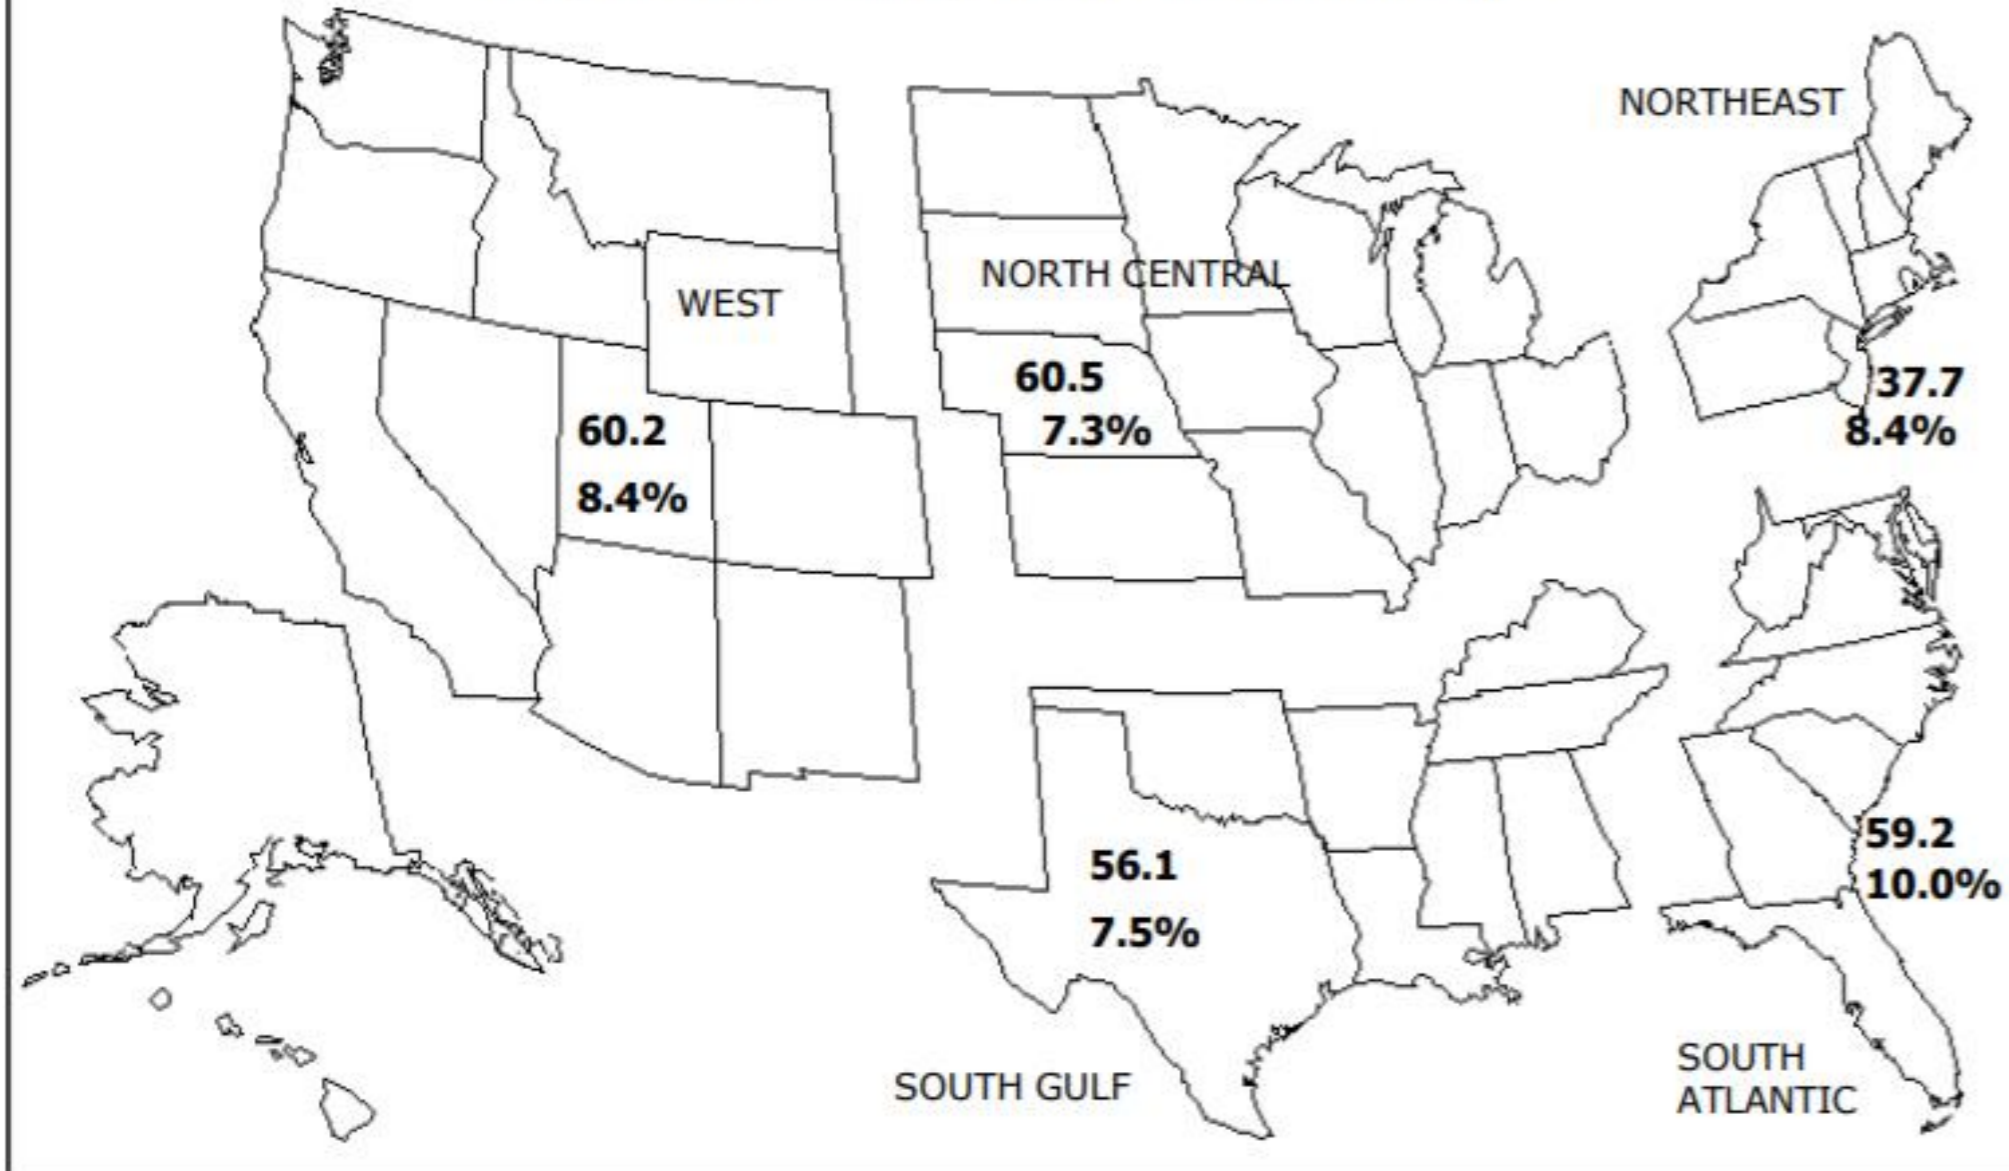 NORTHEAST
WEST
NORTH CENTRAL
60.2
8.4%
60.5
7.3%
37.7
8.4%
56.1
7.5%
59.2
10.0%
SOUTH GULF
SOUTH
ATLANTIC